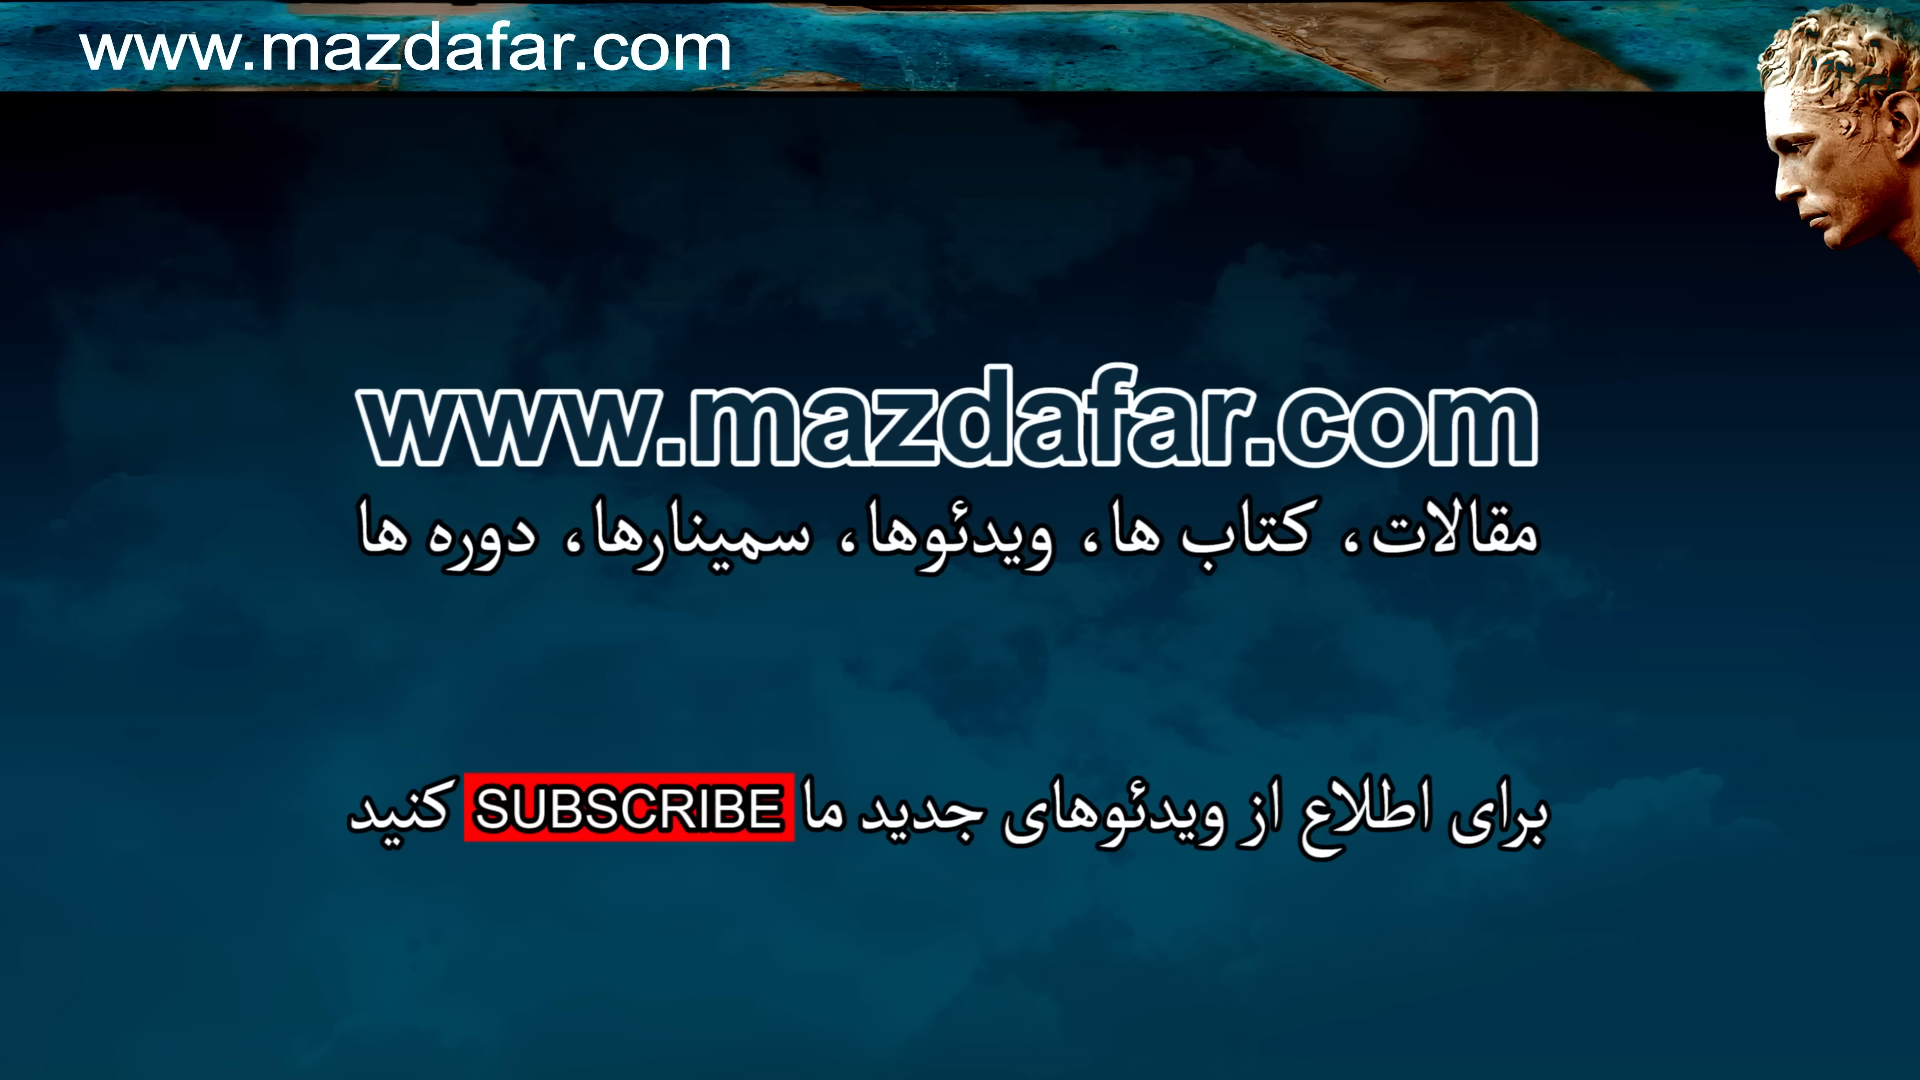 www.mazdafar.com
www.mazdafar.com
مقالات، کتاب ها، ویدئوها، سمینارها، دوره ها
برای اطلاع از ویدئوهای جدید ما SUBSCRIBE کنید